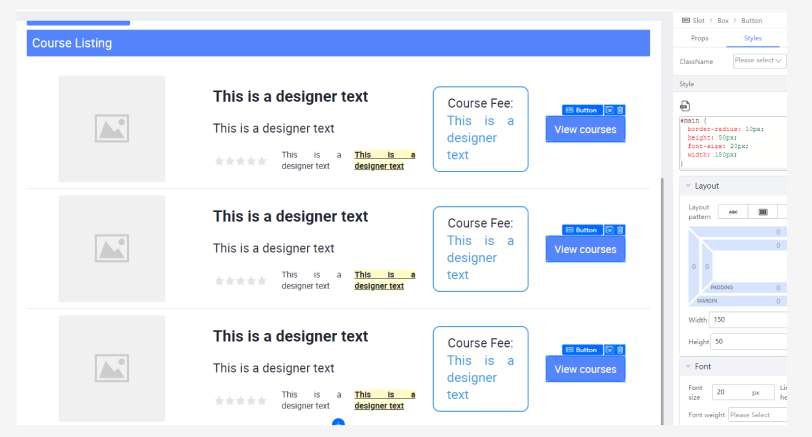 Slot > Box > Button
Props Styles
ClassName Please select
Style
#main {
border-radius: 10px;
height: 50px;
font-size: 20px;
width: 150px;
}
Layout
Layout pattern ABC
0
0
0 0
PADDING 0
MARGIN 0
Width 150
Height 50
Font
Font size 20 px Li he
Font weight Please Select
Course Listing
This is a designer text
This is a designer text
This is a designer text
This is a designer text
Course Fee:
This is a designer text
Button
View courses
This is a designer text
This is a designer text
This is a designer text
This is a designer text
Course Fee:
This is a designer text
Button
View courses
This is a designer text
This is a designer text
This is a designer text
This is a designer text
Course Fee:
This is a designer text
Button
View courses